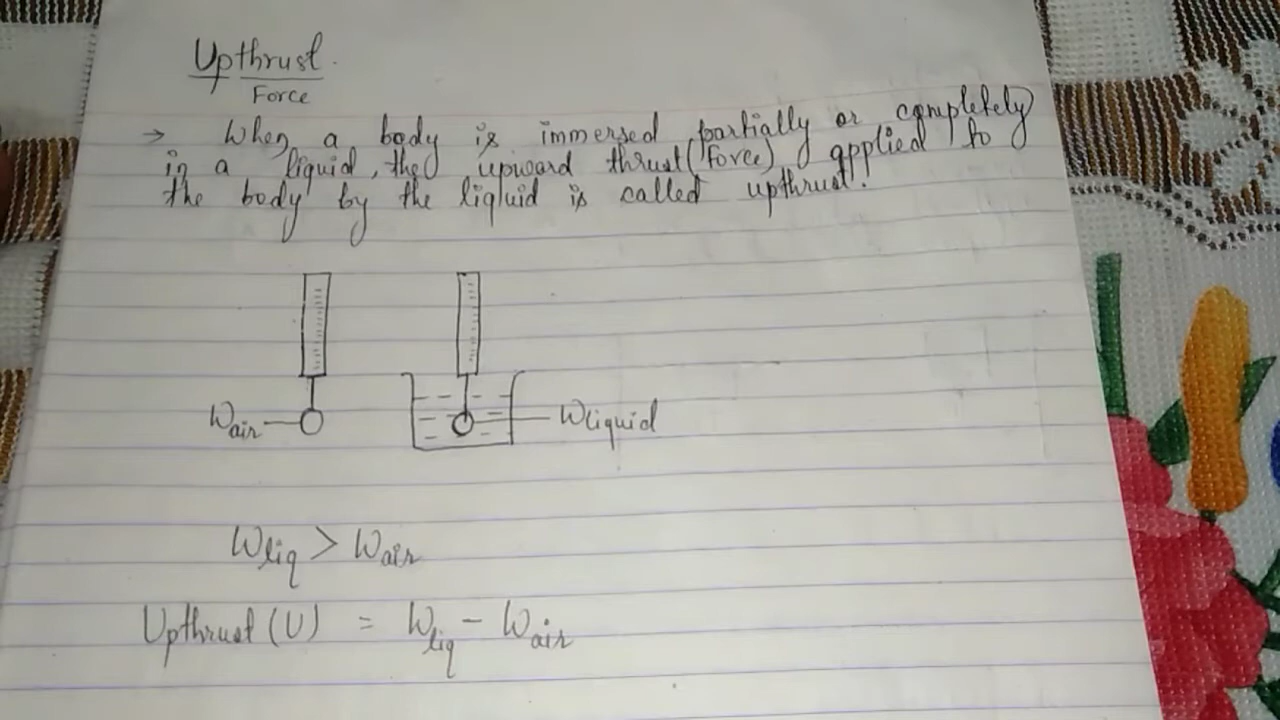 Upthrust
Force
→ When a body is immersed partially or completely
in a liquid, the upward thrust (Force) applied to
the body by the liquid is called upthrust.
Wair
Wliquid
Wliq > Wair
Upthrust (U) = Wliq - Wair